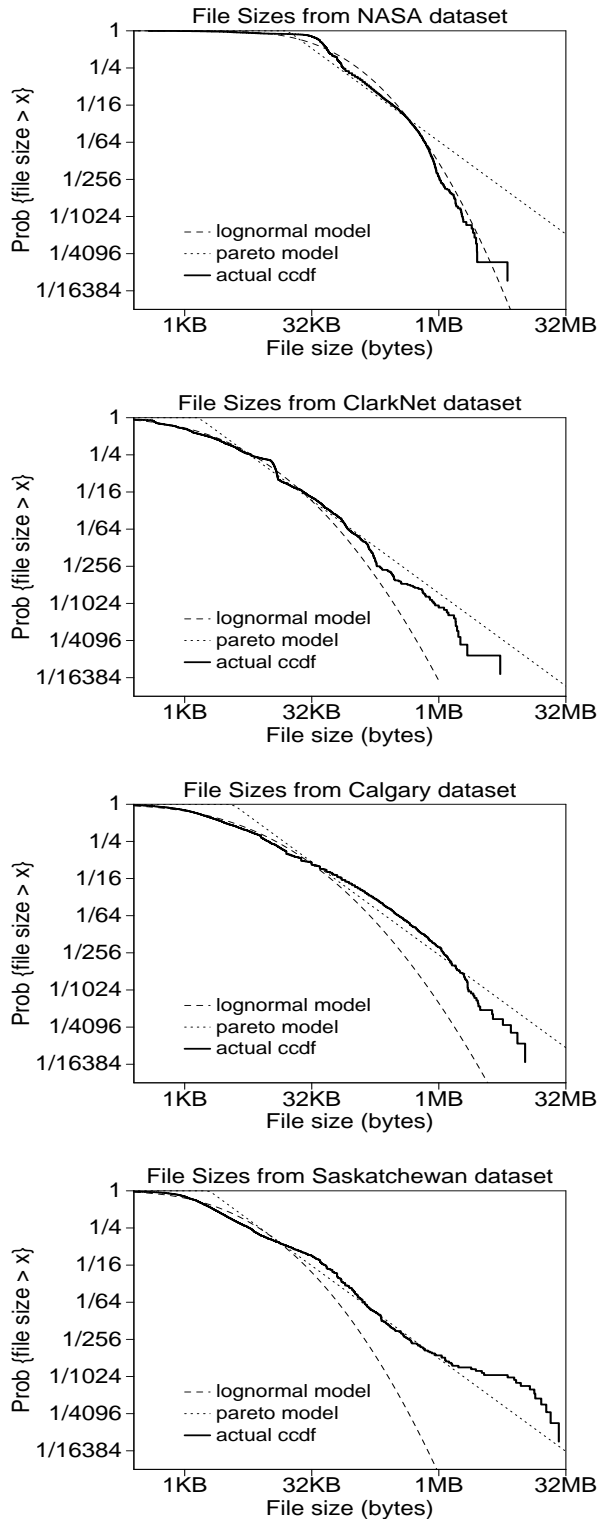 File Sizes from NASA dataset
Prob {file size > x}
1
1/4
1/16
1/64
1/256
1/1024
1/4096
1/16384
lognormal model
pareto model
actual ccdf
1KB 32KB 1MB 32MB
File size (bytes)
File Sizes from ClarkNet dataset
Prob {file size > x}
1
1/4
1/16
1/64
1/256
1/1024
1/4096
1/16384
lognormal model
pareto model
actual ccdf
1KB 32KB 1MB 32MB
File size (bytes)
File Sizes from Calgary dataset
Prob {file size > x}
1
1/4
1/16
1/64
1/256
1/1024
1/4096
1/16384
lognormal model
pareto model
actual ccdf
1KB 32KB 1MB 32MB
File size (bytes)
File Sizes from Saskatchewan dataset
Prob {file size > x}
1
1/4
1/16
1/64
1/256
1/1024
1/4096
1/16384
lognormal model
pareto model
actual ccdf
1KB 32KB 1MB 32MB
File size (bytes)